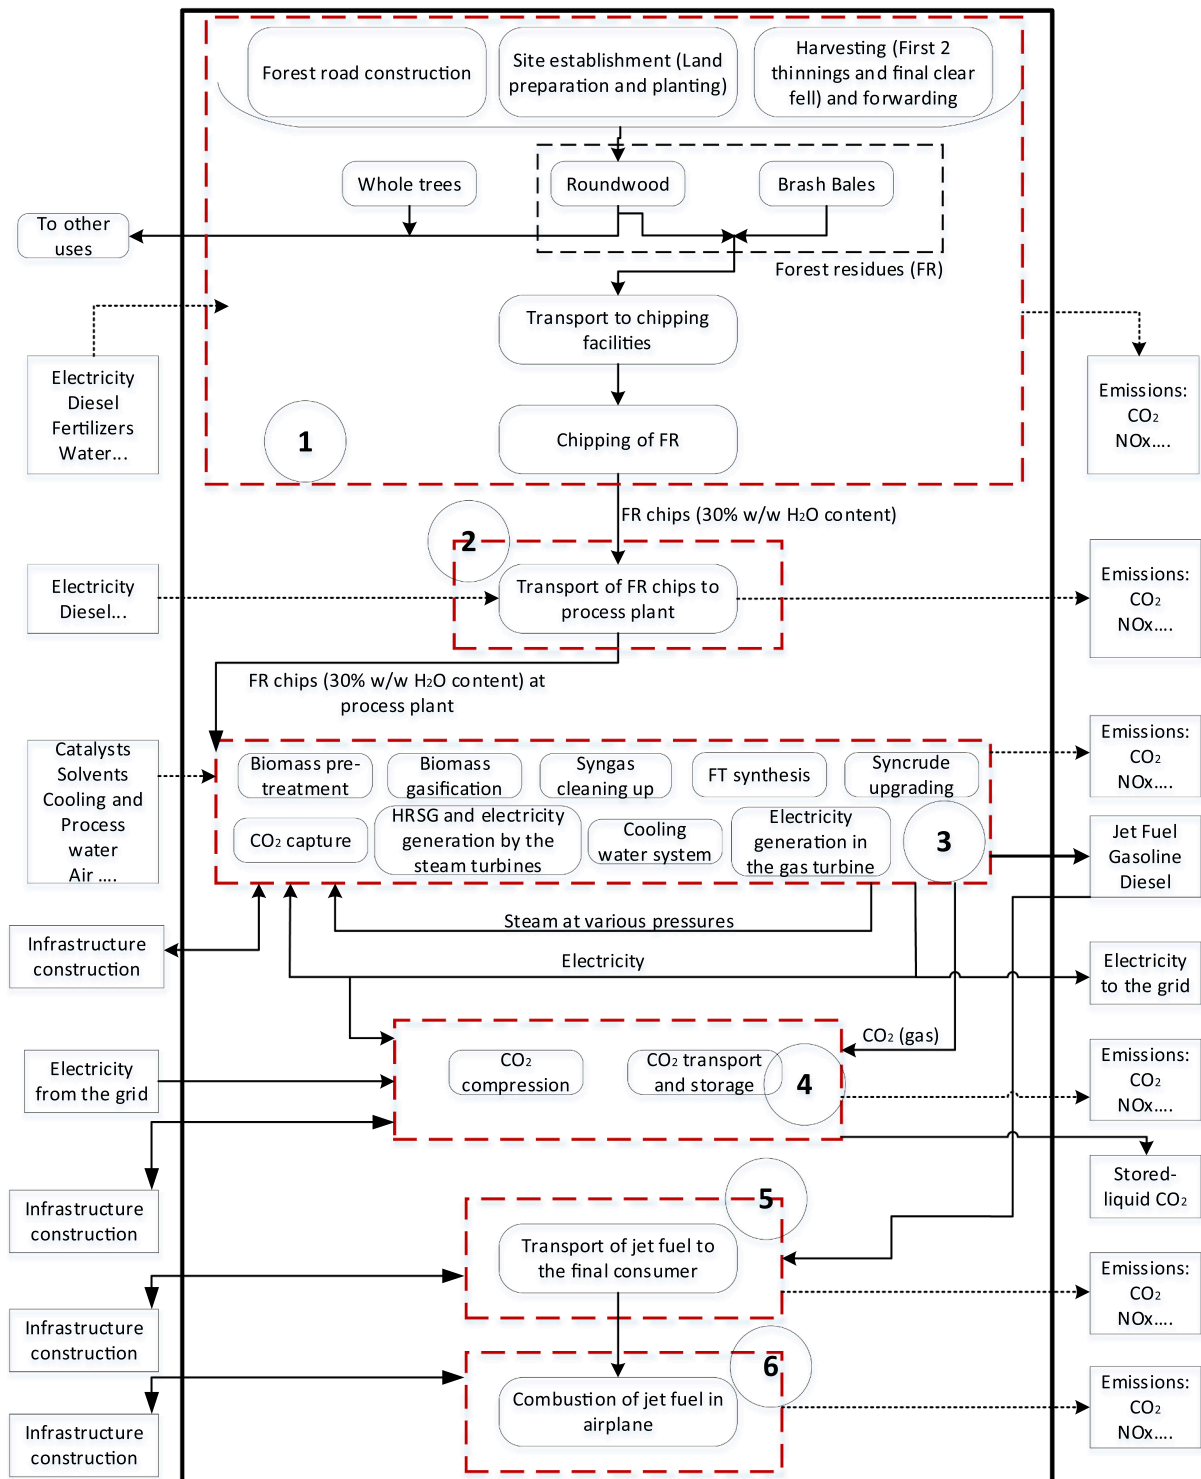 Forest road construction
Site establishment (Land
preparation and planting)
Harvesting (First 2
thinnings and final clear
fell) and forwarding
Whole trees
Roundwood
Brash Bales
To other
uses
Forest residues (FR)
Transport to chipping
facilities
Electricity
Diesel
Fertilizers
Water...
Emissions:
CO₂
NOx....
1
Chipping of FR
FR chips (30% w/w H₂O content)
2
Electricity
Diesel...
Transport of FR chips to
process plant
Emissions:
CO₂
NOx....
FR chips (30% w/w H₂O content) at
process plant
Catalysts
Solvents
Cooling and
Process
water
Air ....
Biomass pre-
treatment
Biomass
gasification
Syngas
cleaning up
FT synthesis
Syncrude
upgrading
Emissions:
CO₂
NOx....
CO₂ capture
HRSG and electricity
generation by the
steam turbines
Cooling
water system
Electricity
generation in
the gas turbine
3
Jet Fuel
Gasoline
Diesel
Steam at various pressures
Infrastructure
construction
Electricity
Electricity
to the grid
CO₂ (gas)
Electricity
from the grid
CO₂
compression
CO₂ transport
and storage
4
Emissions:
CO₂
NOx....
Stored-
liquid CO₂
Infrastructure
construction
5
Transport of jet fuel to
the final consumer
Emissions:
CO₂
NOx....
Infrastructure
construction
6
Combustion of jet fuel in
airplane
Emissions:
CO₂
NOx....
Infrastructure
construction